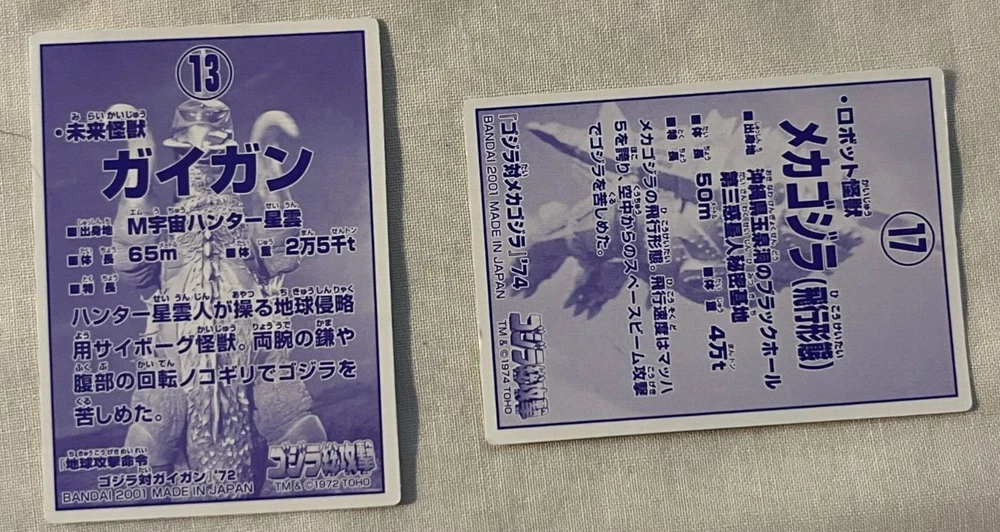 13
・未来怪獣
ガイガン
■出身地 M宇宙ハンター星雲
■体長 65m ■体重 2万5千t
■特長
ハンター星雲人が操る地球侵略
用サイボーグ怪獣。両腕の鎌や
腹部の回転ノコギリでゴジラを
苦しめた。
『地球攻撃命令
ゴジラ対ガイガン』'72
BANDAI 2001 MADE IN JAPAN
ゴジラ総攻撃
TM & ©1972 TOHO
17
・ロボット怪獣
メカゴジラ(飛行形態)
■出身地 沖縄県玉泉洞のブラックホール
第三惑星人秘密基地
■体長 50m ■体重 4万t
■特長
メカゴジラの飛行形態。飛行速度はマッハ
5を誇り、空中からのスペースビーム攻撃
でゴジラを苦しめた。
『ゴジラ対メカゴジラ』'74
BANDAI 2001 MADE IN JAPAN
ゴジラ総攻撃
TM & ©1974 TOHO